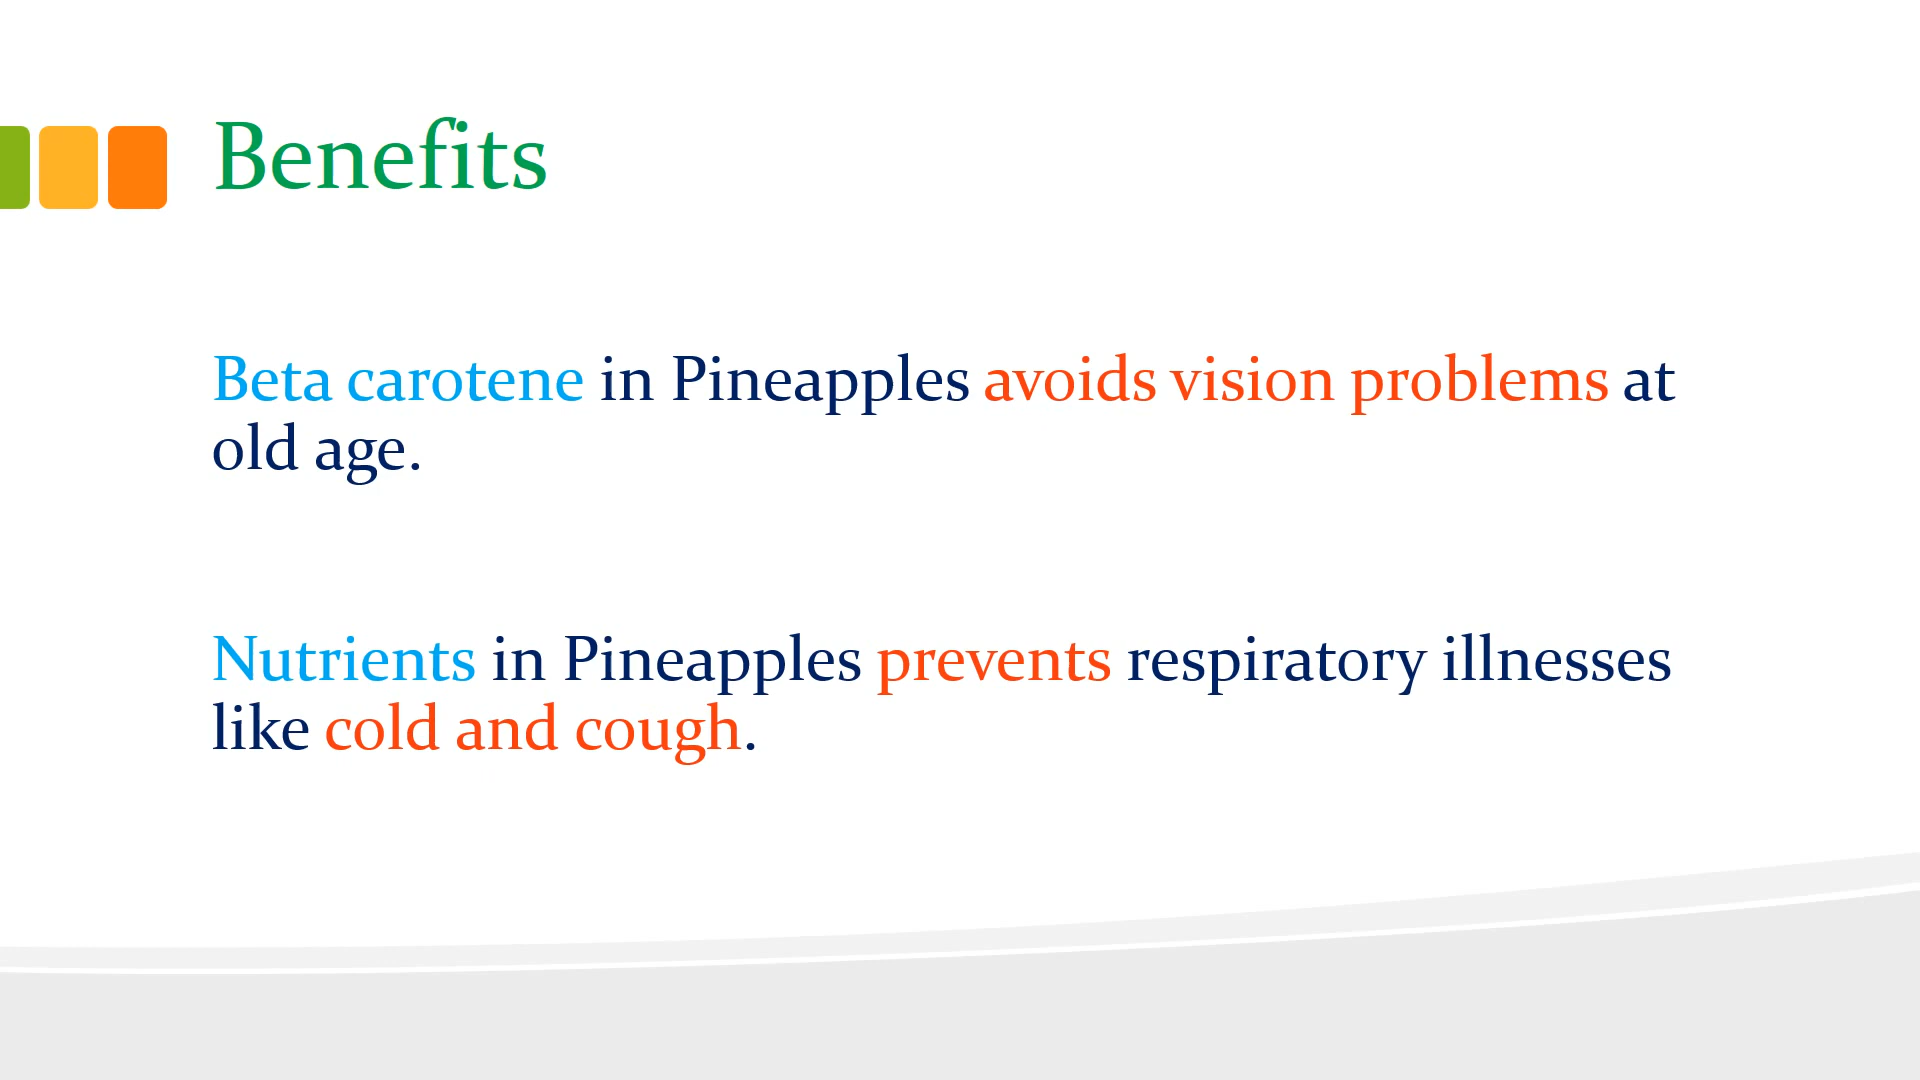 Benefits
Beta carotene in Pineapples avoids vision problems at
old age.
Nutrients in Pineapples prevents respiratory illnesses
like cold and cough.